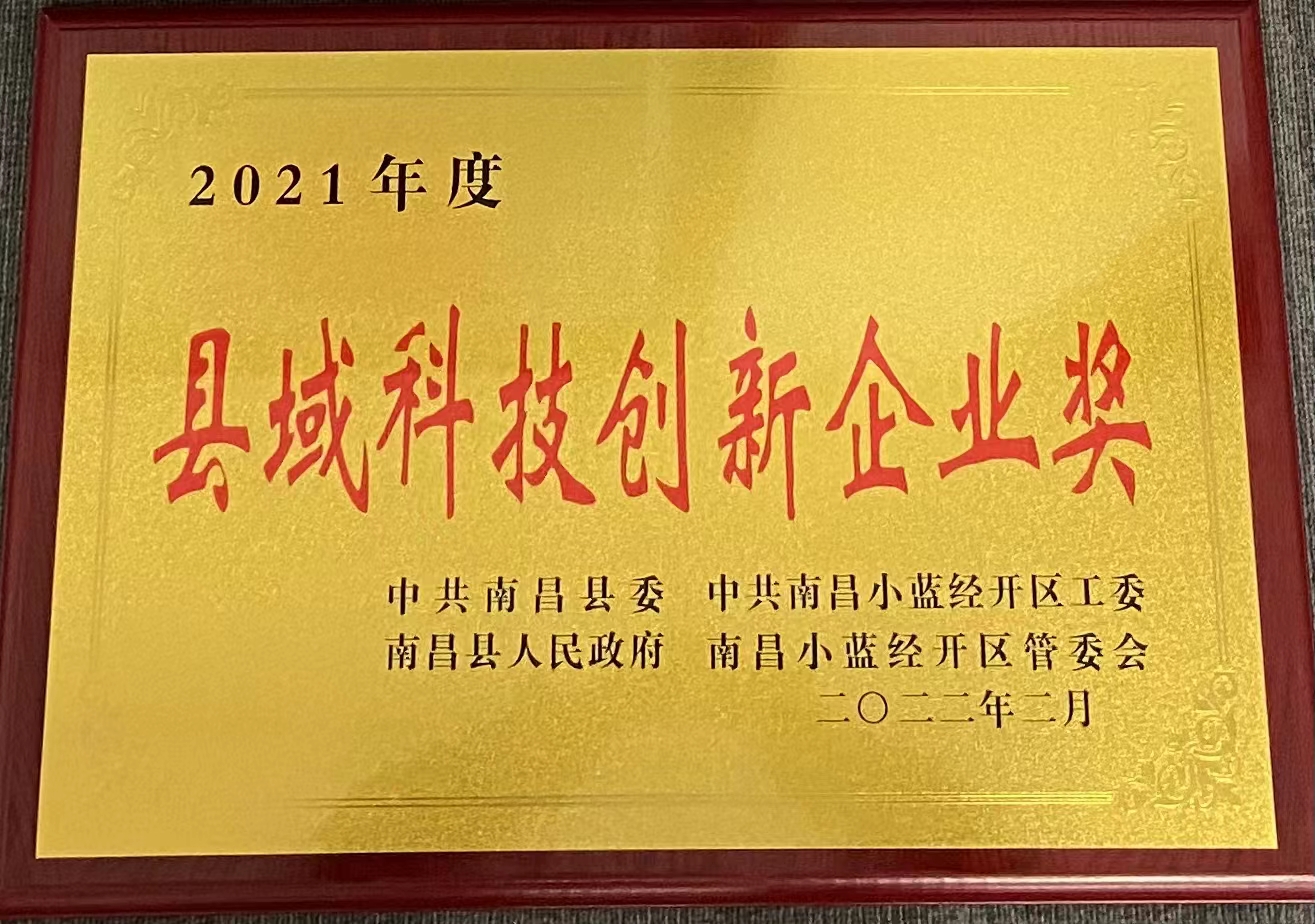 2021年度
县域科技创新企业奖
中共南昌县委 中共南昌小蓝经开区工委
南昌县人民政府 南昌小蓝经开区管委会
二〇二二年二月